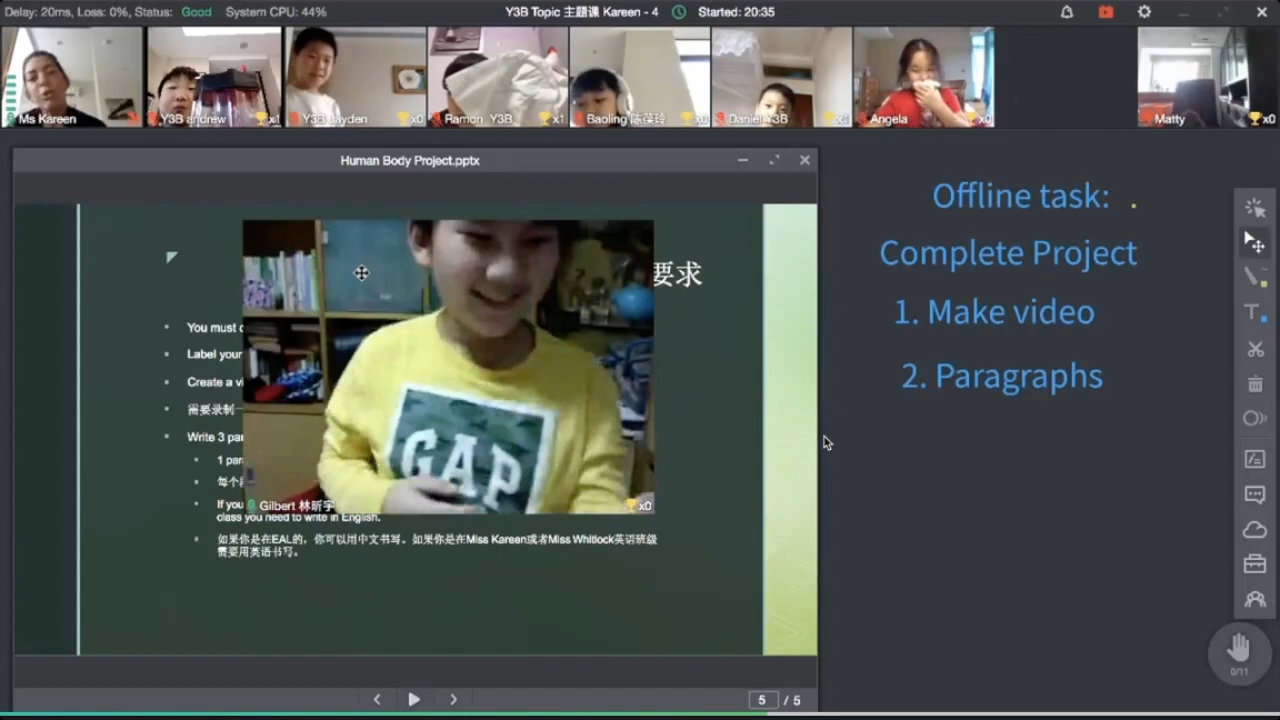 Delay: 20ms, Loss: 0%, Status: Good System CPU: 44%
Y3B Topic 主題课 Kareen - 4
Started: 20:35
Ms Kareen
Y3B andrew x1
Y3B Jayden x0
Ramon Y3B x1
Baoling 陈葆玲 x0
Daniel Y3B
Angela x0
Matty x0
Human Body Project.pptx
要求
You must
Label your
Create a
需要录制一
Write 3
1
每个
If you
class you need to write in English.
如果你是在EAL的，你可以用中文书写。如果你是在Miss Kareen或者Miss Whitlock英语班级
需要用英语书写。
GAP
Gilbert 林昕宇 x0
Offline task: .
Complete Project
1. Make video
2. Paragraphs
0/11
5 / 5